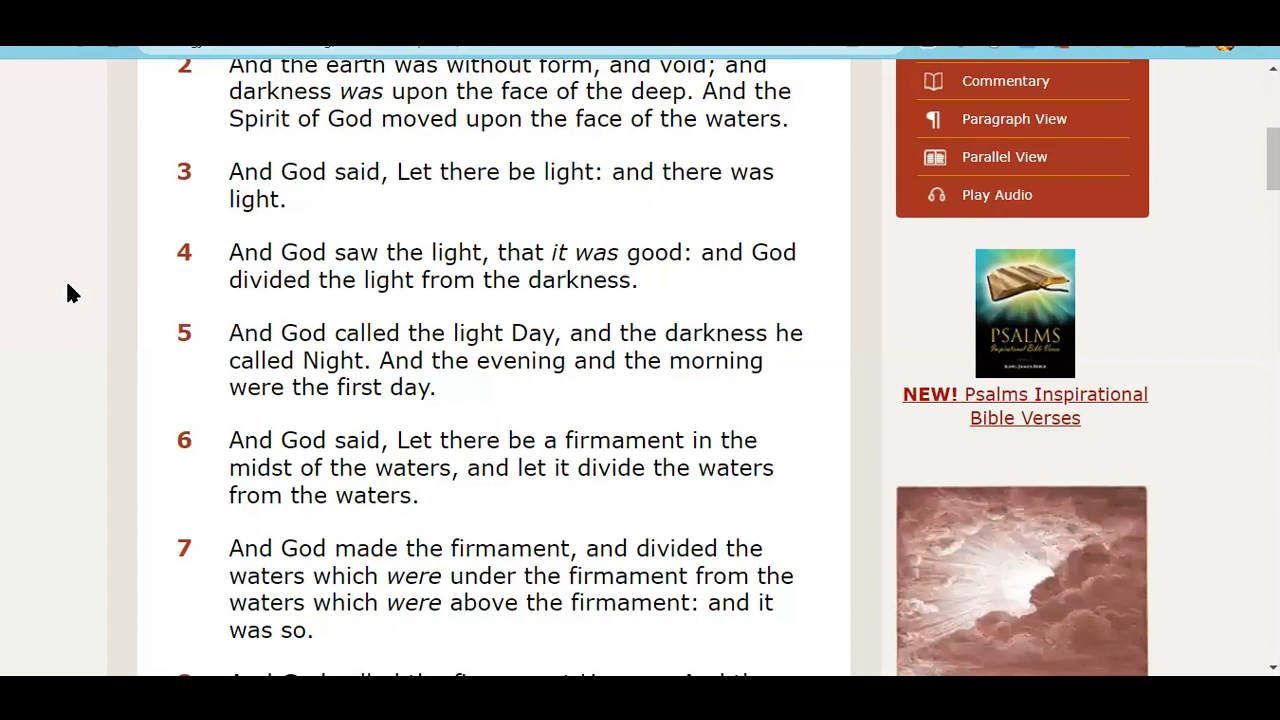 2 And the earth was without form, and void; and
darkness was upon the face of the deep. And the
Spirit of God moved upon the face of the waters.
3 And God said, Let there be light: and there was
light.
4 And God saw the light, that it was good: and God
divided the light from the darkness.
5 And God called the light Day, and the darkness he
called Night. And the evening and the morning
were the first day.
6 And God said, Let there be a firmament in the
midst of the waters, and let it divide the waters
from the waters.
7 And God made the firmament, and divided the
waters which were under the firmament from the
waters which were above the firmament: and it
was so.
Commentary
Paragraph View
Parallel View
Play Audio
PSALMS
Inspirational Bible Verses
KING JAMES BIBLE
NEW! Psalms Inspirational
Bible Verses